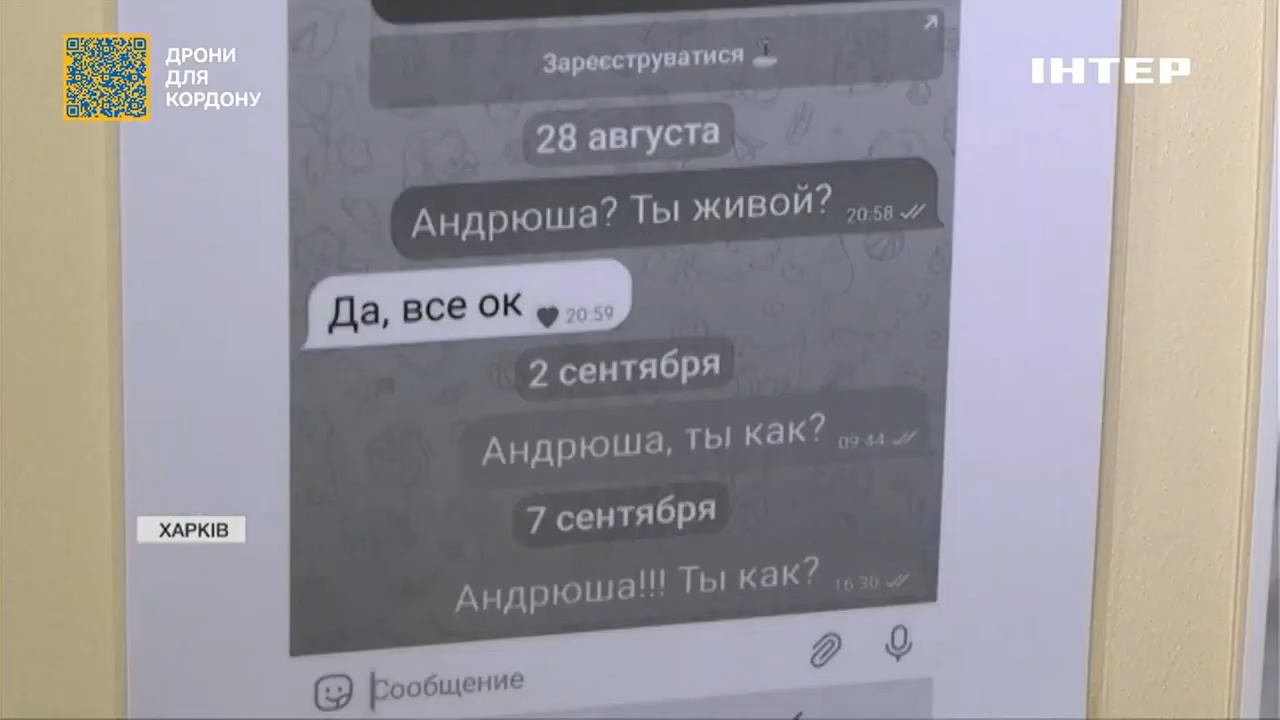 ДРОНИ
ДЛЯ
КОРДОНУ
ІНТЕР
Зареєструватися
28 августа
Андрюша? Ты живой? 20:58
Да, все ок 20:59
2 сентября
Андрюша, ты как? 09:44
7 сентября
Андрюша!!! Ты как? 16:30
Сообщение
ХАРКІВ